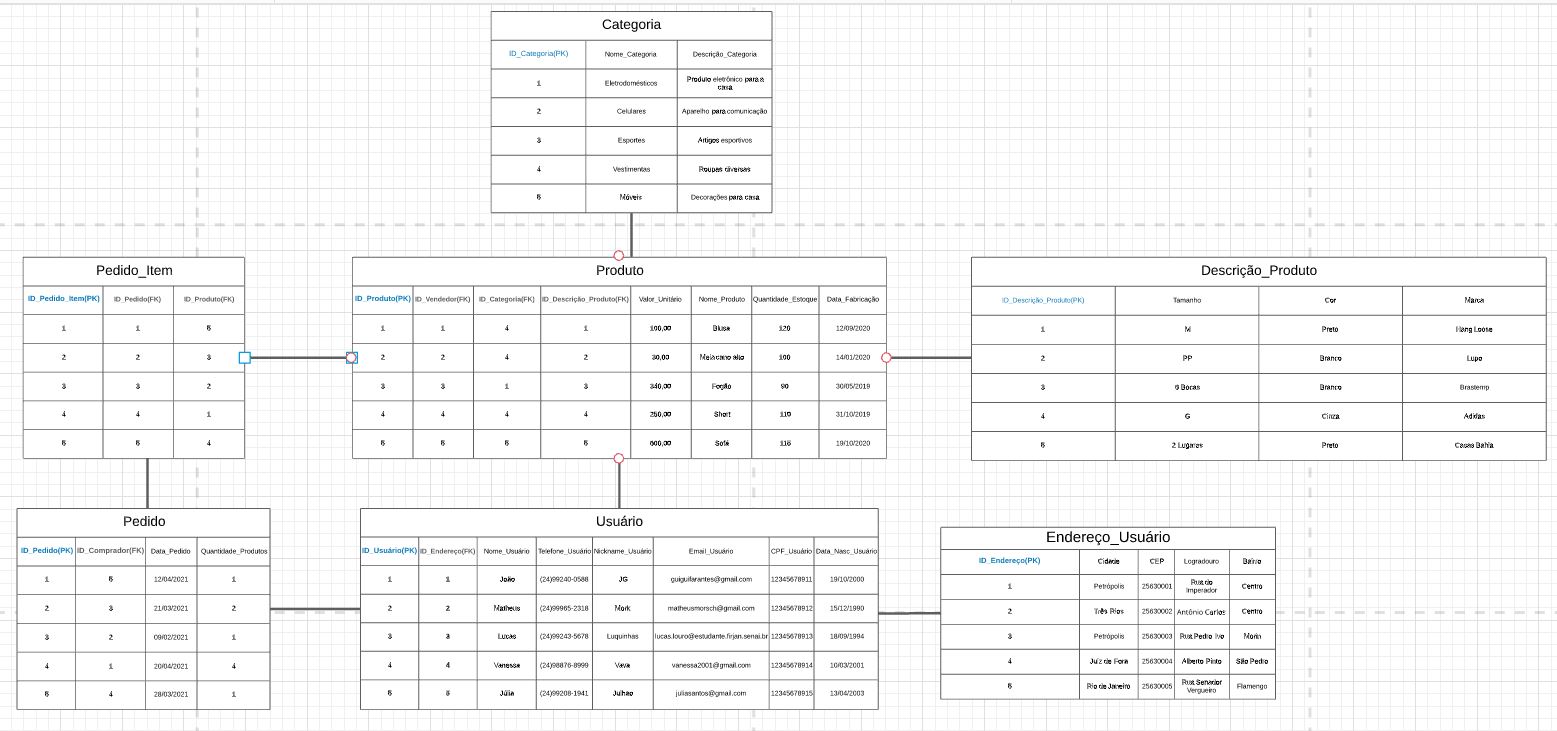 Categoria
ID_Categoria(PK) Nome_Categoria Descrição_Categoria
1 Eletrodomésticos Produto eletrônico para a casa
2 Celulares Aparelho para comunicação
3 Esportes Artigos esportivos
4 Vestimentas Roupas diversas
5 Móveis Decorações para casa
Pedido_Item
ID_Pedido_Item(PK) ID_Pedido(FK) ID_Produto(FK)
1 1 5
2 2 3
3 3 2
4 4 1
5 5 4
Produto
ID_Produto(PK) ID_Vendedor(FK) ID_Categoria(FK) ID_Descrição_Produto(FK) Valor_Unitário Nome_Produto Quantidade_Estoque Data_Fabricação
1 1 4 1 100,00 Blusa 120 12/09/2020
2 2 4 2 30,00 Meia cano alto 100 14/01/2020
3 3 1 3 340,00 Fogão 90 30/05/2019
4 4 4 4 250,00 Short 110 31/10/2019
5 5 5 5 600,00 Sofá 115 19/10/2020
Descrição_Produto
ID_Descrição_Produto(PK) Tamanho Cor Marca
1 M Preto Hang Loose
2 PP Branco Lupo
3 6 Bocas Branco Brastemp
4 G Cinza Adidas
5 2 Lugares Preto Casas Bahia
Pedido
ID_Pedido(PK) ID_Comprador(FK) Data_Pedido Quantidade_Produtos
1 5 12/04/2021 1
2 3 21/03/2021 2
3 2 09/02/2021 1
4 1 20/04/2021 4
5 4 28/03/2021 1
Usuário
ID_Usuário(PK) ID_Endereço(FK) Nome_Usuário Telefone_Usuário Nickname_Usuário Email_Usuário CPF_Usuário Data_Nasc_Usuário
1 1 João (24)99240-0588 JG guiguifarantes@gmail.com 12345678911 19/10/2000
2 2 Matheus (24)99965-2318 Mork matheusmorsch@gmail.com 12345678912 15/12/1990
3 3 Lucas (24)99243-5678 Luquinhas lucas.louro@estudante.firjan.senai.br 12345678913 18/09/1994
4 4 Vanessa (24)98876-8999 Vava vanessa2001@gmail.com 12345678914 10/03/2001
5 5 Júlia (24)99208-1941 Julhao juliasantos@gmail.com 12345678915 13/04/2003
Endereço_Usuário
ID_Endereço(PK) Cidade CEP Logradouro Bairro
1 Petrópolis 25630001 Rua do Imperador Centro
2 Três Rios 25630002 Antônio Carlos Centro
3 Petrópolis 25630003 Rua Pedro Ivo Morin
4 Juiz de Fora 25630004 Alberto Pinto São Pedro
5 Rio de Janeiro 25630005 Rua Senador Vergueiro Flamengo